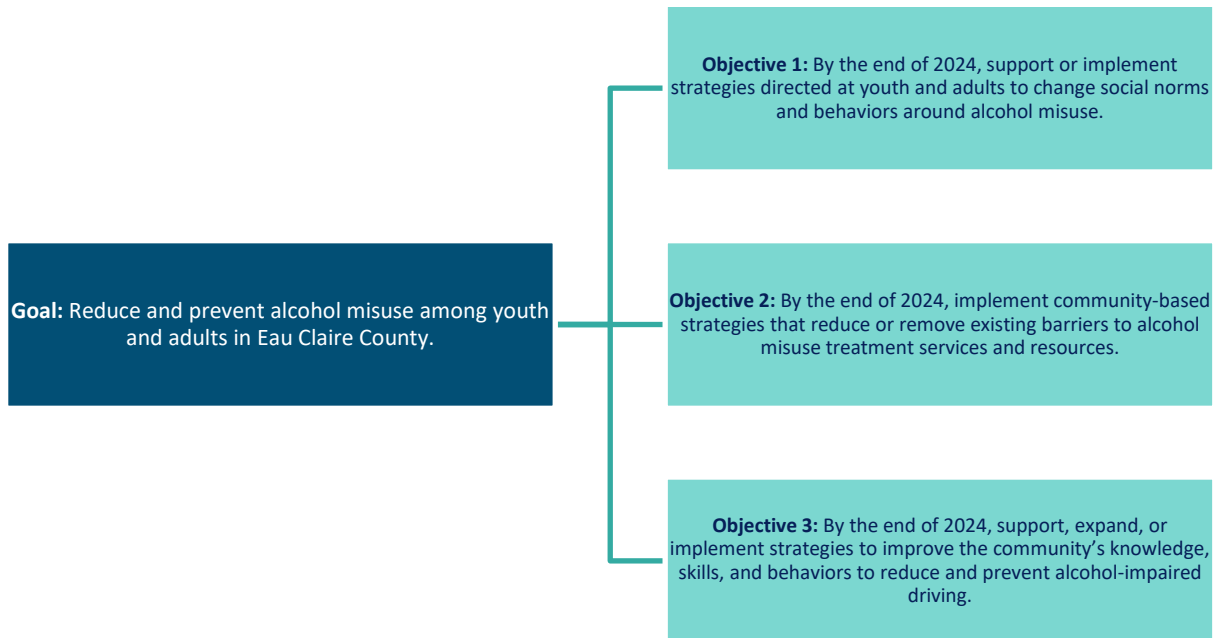 Goal: Reduce and prevent alcohol misuse among youth
and adults in Eau Claire County.
Objective 1: By the end of 2024, support or implement
strategies directed at youth and adults to change social norms
and behaviors around alcohol misuse.
Objective 2: By the end of 2024, implement community-based
strategies that reduce or remove existing barriers to alcohol
misuse treatment services and resources.
Objective 3: By the end of 2024, support, expand, or
implement strategies to improve the community’s knowledge,
skills, and behaviors to reduce and prevent alcohol-impaired
driving.